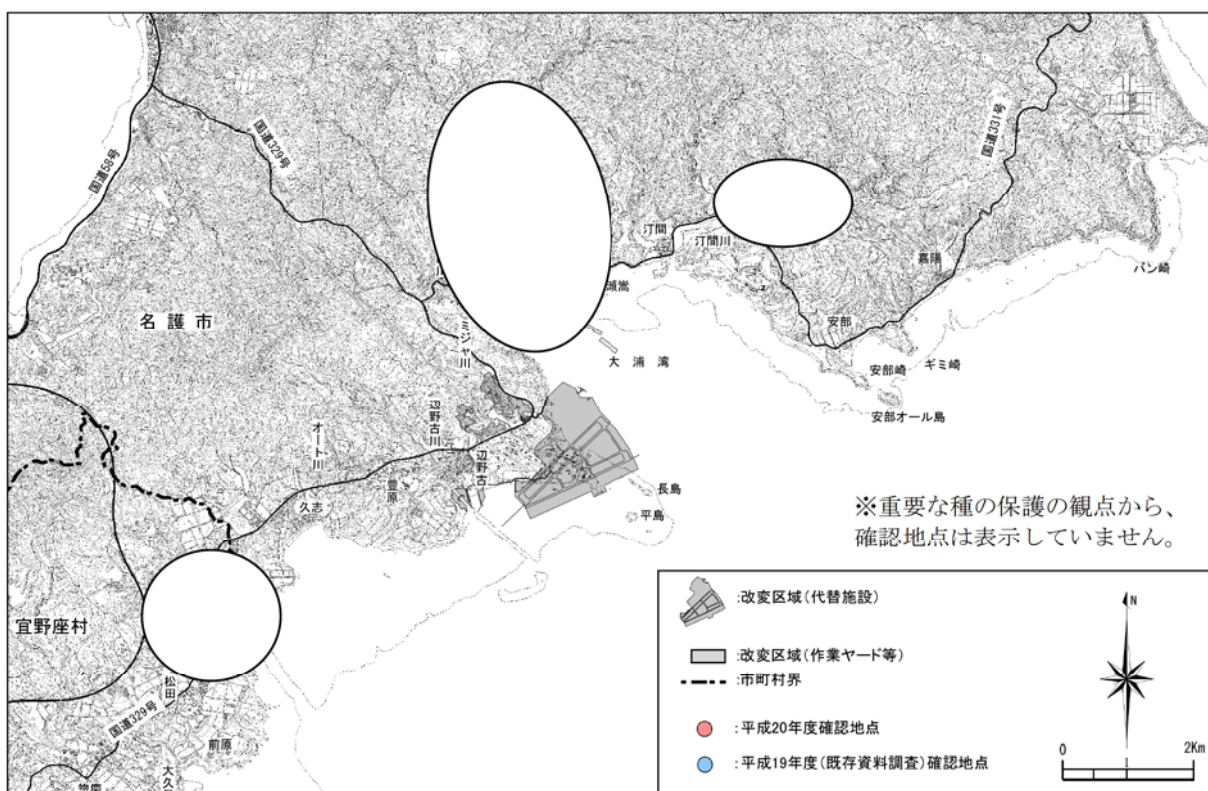 国道58号
国道329号
国道331号
汀間
汀間川
嘉陽
バン崎
瀬嵩
安部
名護市
ミジャ川
大浦湾
安部崎
ギミ崎
安部オール島
辺野古川
オート川
辺野古
豊原
久志
長島
平島
※重要な種の保護の観点から、
確認地点は表示していません。
宜野座村
松田
国道329号
前原
:改変区域(代替施設)
:改変区域(作業ヤード等)
:市町村界
:平成20年度確認地点
:平成19年度(既存資料調査)確認地点
N
0
1
2Km